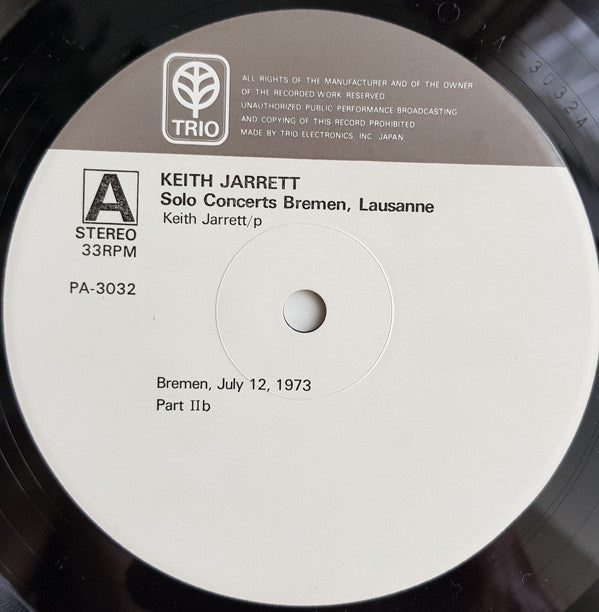 PA-3032A
TRIO
ALL RIGHTS OF THE MANUFACTURER AND OF THE OWNER
OF THE RECORDED WORK RESERVED
UNAUTHORIZED PUBLIC PERFORMANCE BROADCASTING
AND COPYING OF THIS RECORD PROHIBITED
MADE BY TRIO ELECTRONICS, INC. JAPAN.
A
STEREO
33RPM
PA-3032
KEITH JARRETT
Solo Concerts Bremen, Lausanne
Keith Jarrett/p
Bremen, July 12, 1973
Part IIb